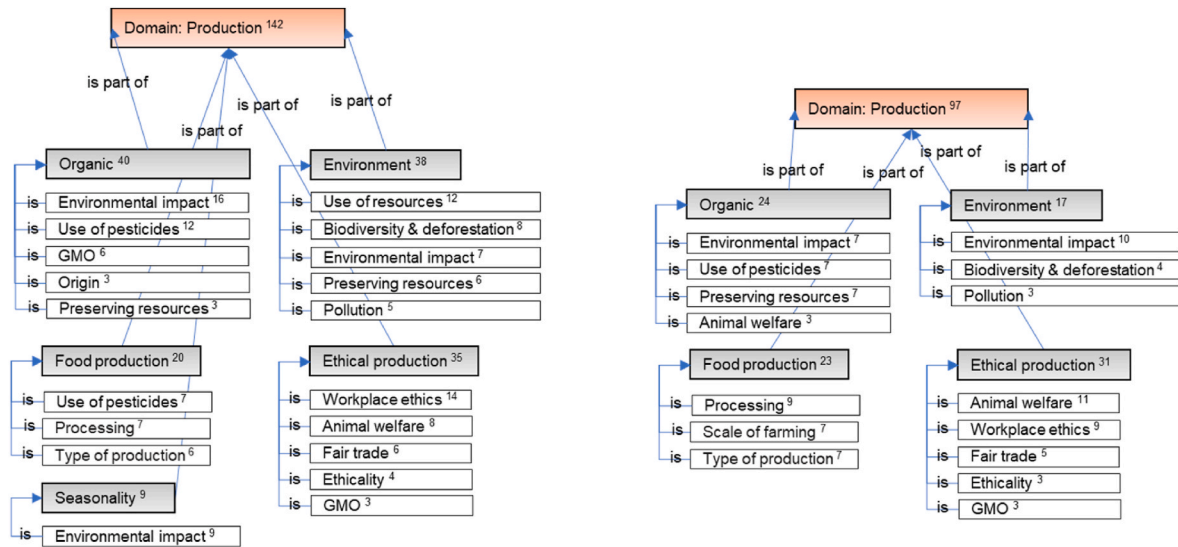 Domain: Production 142
is part of
is part of
is part of
is part of
Organic 40
is Environmental impact 16
is Use of pesticides 12
is GMO 6
is Origin 3
is Preserving resources 3
Environment 38
is Use of resources 12
is Biodiversity & deforestation 8
is Environmental impact 7
is Preserving resources 6
is Pollution 5
Food production 20
is Use of pesticides 7
is Processing 7
is Type of production 6
Seasonality 9
is Environmental impact 9
Ethical production 35
is Workplace ethics 14
is Animal welfare 8
is Fair trade 6
is Ethicality 4
is GMO 3
Domain: Production 97
is part of
is part of
is part of
is part of
Organic 24
is Environmental impact 7
is Use of pesticides 7
is Preserving resources 7
is Animal welfare 3
Environment 17
is Environmental impact 10
is Biodiversity & deforestation 4
is Pollution 3
Food production 23
is Processing 9
is Scale of farming 7
is Type of production 7
Ethical production 31
is Animal welfare 11
is Workplace ethics 9
is Fair trade 5
is Ethicality 3
is GMO 3